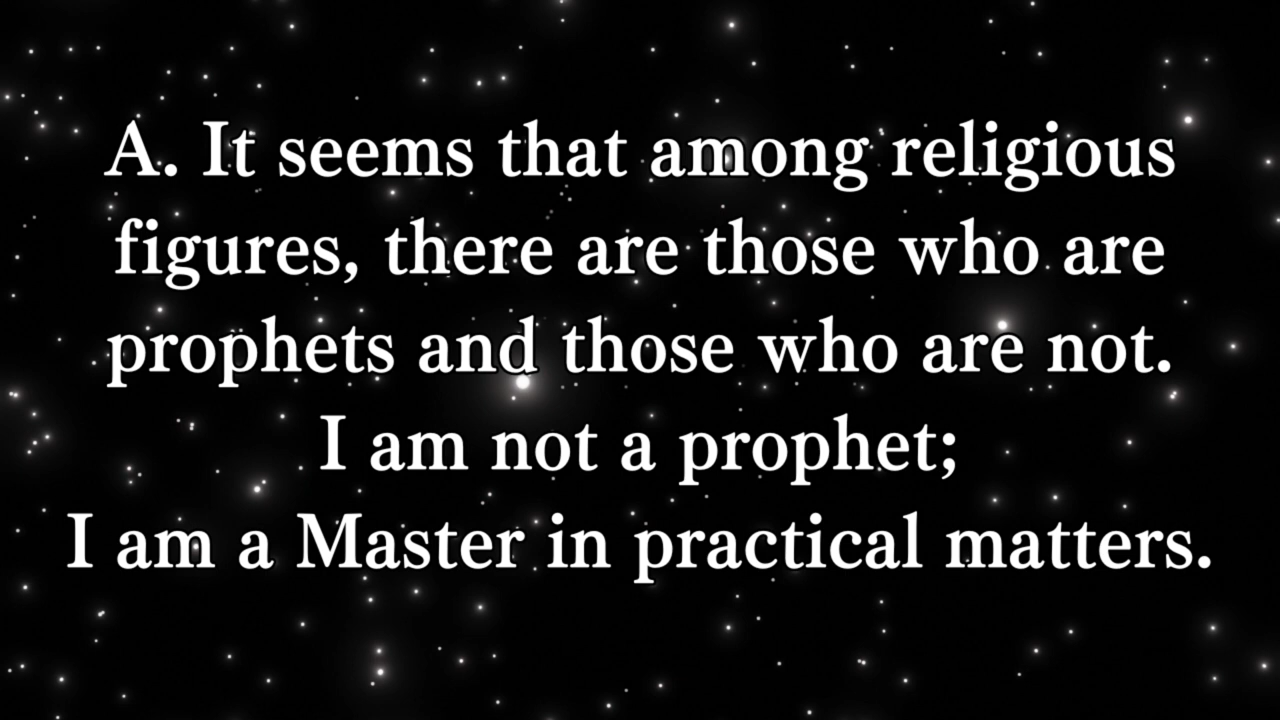 A. It seems that among religious
figures, there are those who are
prophets and those who are not.
I am not a prophet;
I am a Master in practical matters.